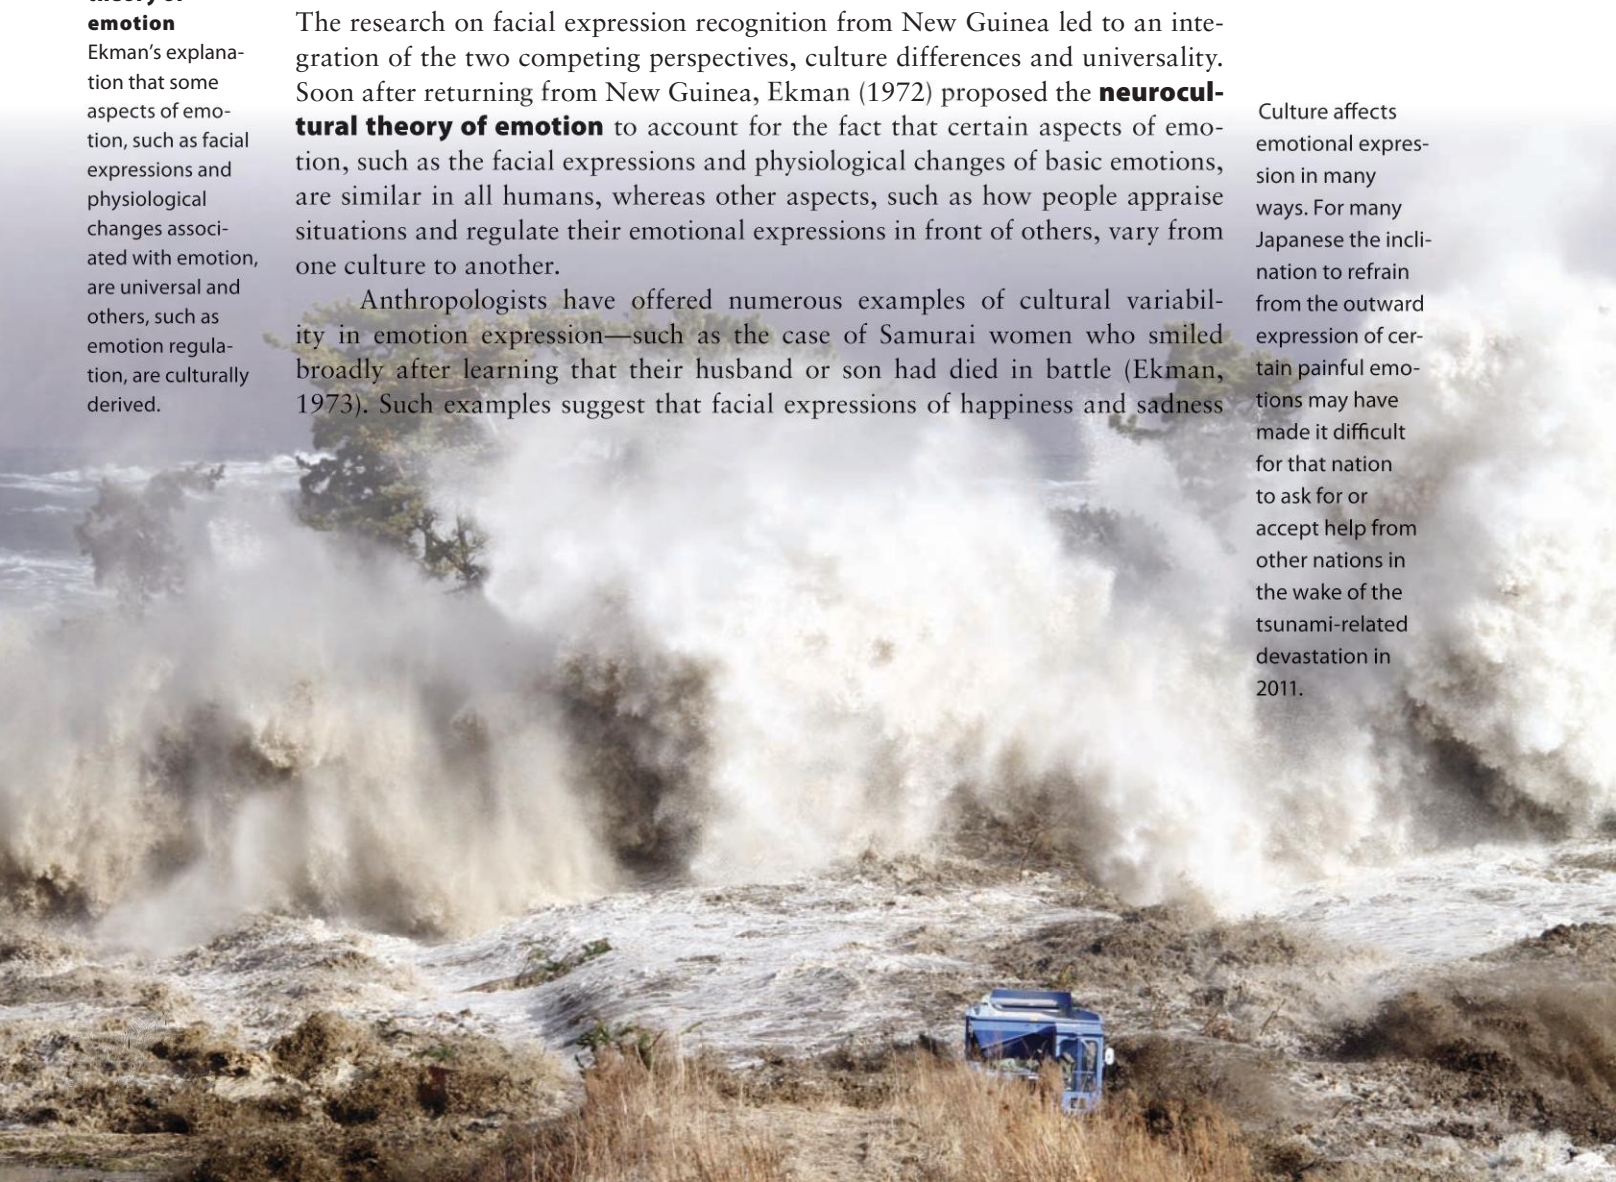 emotion
Ekman's explana-
tion that some
aspects of emo-
tion, such as facial
expressions and
physiological
changes associ-
ated with emotion,
are universal and
others, such as
emotion regula-
tion, are culturally
derived.
The research on facial expression recognition from New Guinea led to an inte-
gration of the two competing perspectives, culture differences and universality.
Soon after returning from New Guinea, Ekman (1972) proposed the neurocul-
tural theory of emotion to account for the fact that certain aspects of emo-
tion, such as the facial expressions and physiological changes of basic emotions,
are similar in all humans, whereas other aspects, such as how people appraise
situations and regulate their emotional expressions in front of others, vary from
one culture to another.
Anthropologists have offered numerous examples of cultural variabil-
ity in emotion expression—such as the case of Samurai women who smiled
broadly after learning that their husband or son had died in battle (Ekman,
1973). Such examples suggest that facial expressions of happiness and sadness
Culture affects
emotional expres-
sion in many
ways. For many
Japanese the incli-
nation to refrain
from the outward
expression of cer-
tain painful emo-
tions may have
made it difficult
for that nation
to ask for or
accept help from
other nations in
the wake of the
tsunami-related
devastation in
2011.